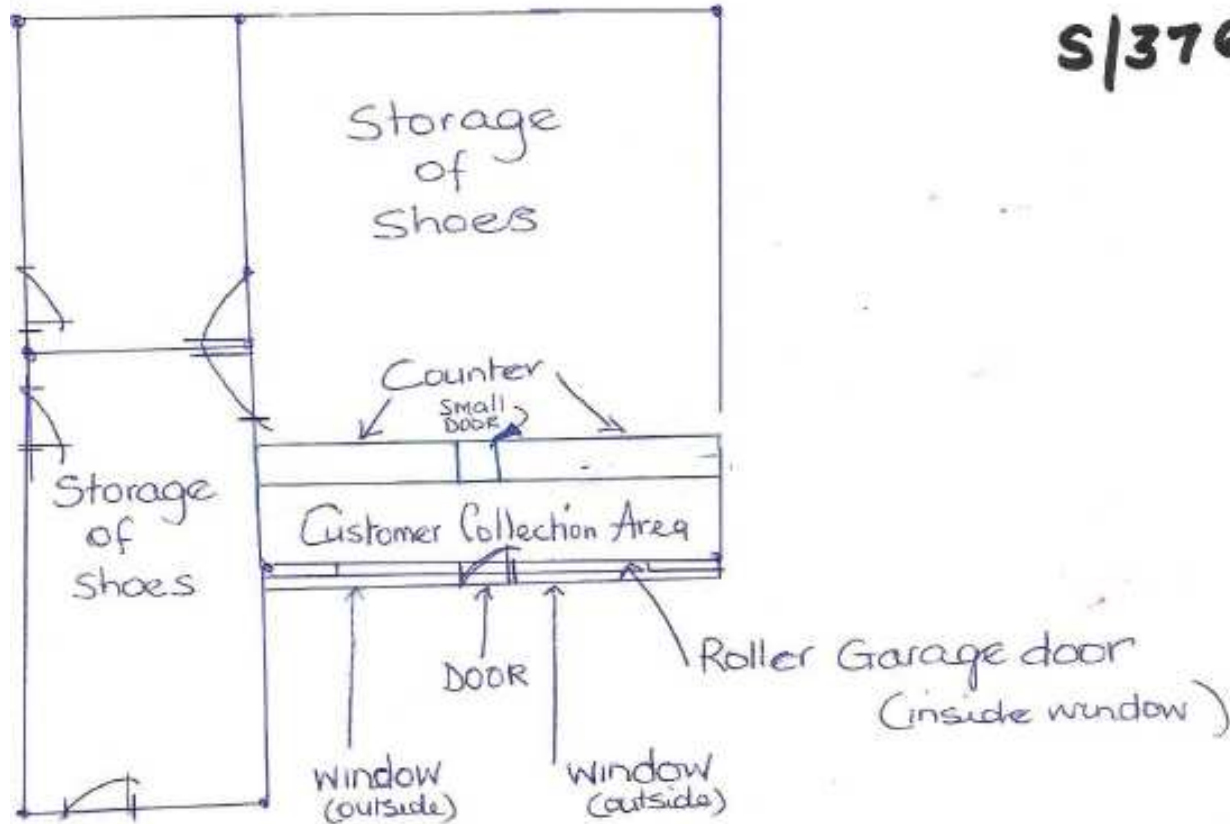 S/376
Storage
of
Shoes
Counter
Small
DOOR
Storage
of
Shoes
Customer Collection Area
DOOR
Roller Garage door
(inside window)
window
(outside)
window
(outside)